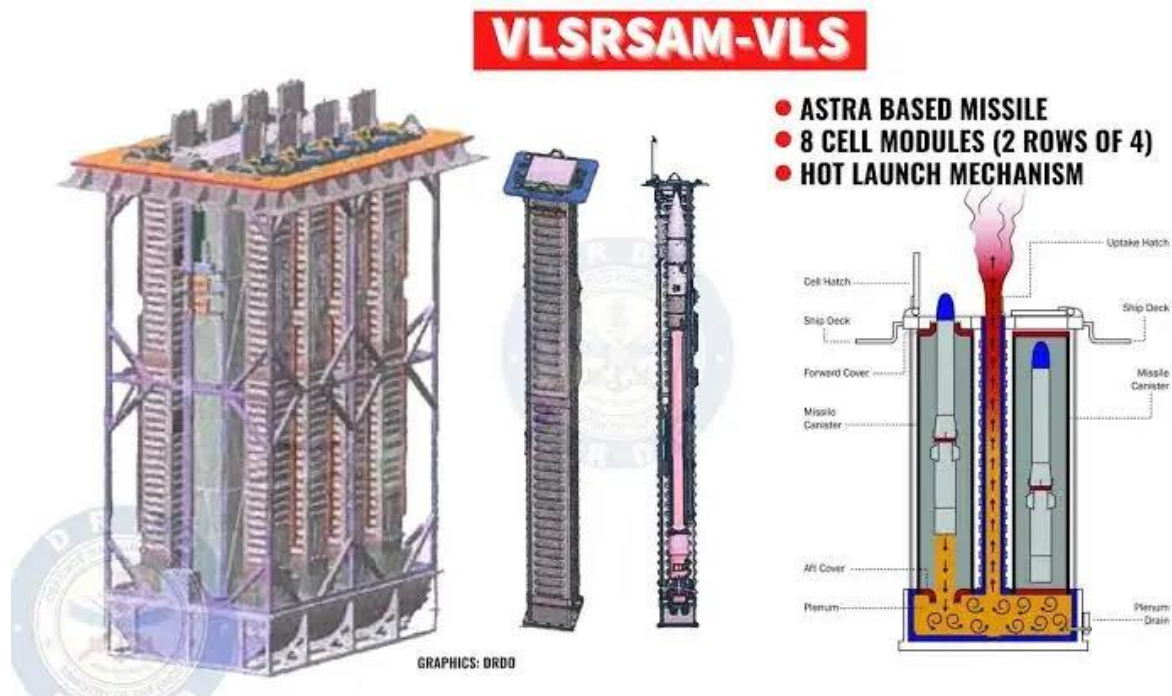 VLSRSAM-VLS
ASTRA BASED MISSILE
8 CELL MODULES (2 ROWS OF 4)
HOT LAUNCH MECHANISM
Uptake Hatch
Cell Hatch
Ship Deck
Ship Deck
Forward Cover
Missile
Canister
Missile
Canister
Aft Cover
Plenum
Plenum
Drain
GRAPHICS: DRDO